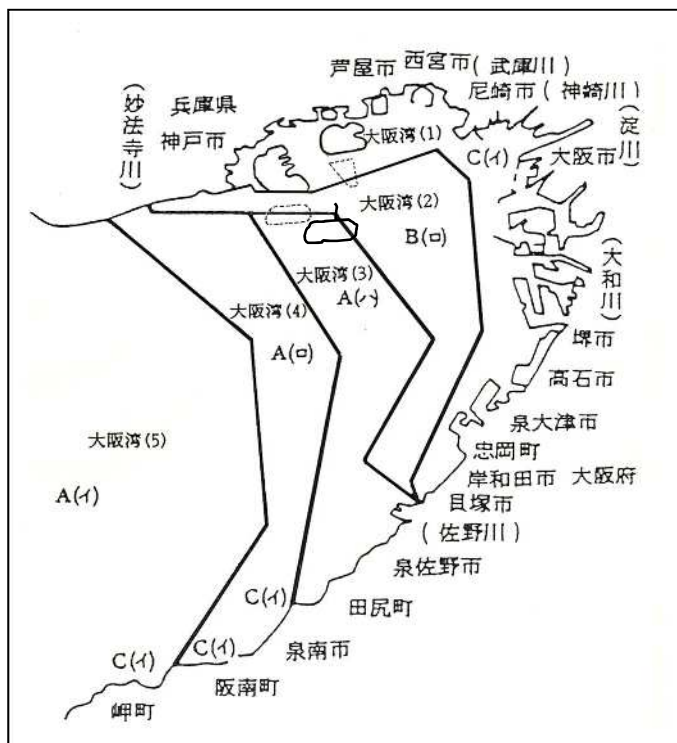 芦屋市
西宮市(武庫川)
尼崎市(神崎川)
(妙法寺川)
兵庫県
神戸市
大阪湾(1)
C(イ)
(淀川)
大阪市
大阪湾(2)
B(ロ)
大阪湾(3)
A(ハ)
(大和川)
大阪湾(4)
A(ロ)
堺市
高石市
泉大津市
大阪湾(5)
忠岡町
A(イ)
岸和田市 大阪府
貝塚市
(佐野川)
泉佐野市
C(イ)
田尻町
C(イ)
泉南市
C(イ)
阪南町
岬町